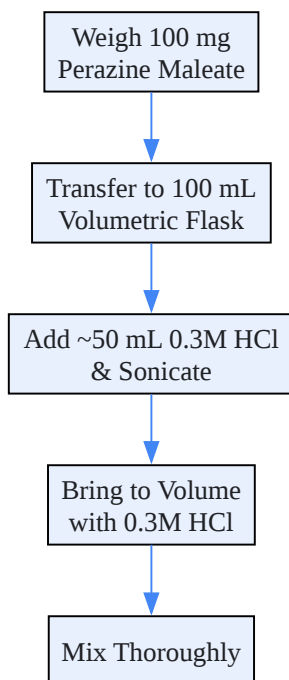 Weigh 100 mg
Perazine Maleate
Transfer to 100 mL
Volumetric Flask
Add ~50 mL 0.3M HCl
& Sonicate
Bring to Volume
with 0.3M HCl
Mix Thoroughly